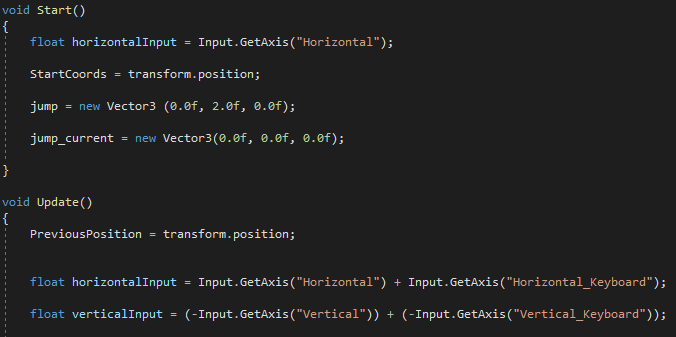 void Start()
{
float horizontalInput = Input.GetAxis("Horizontal");
StartCoords = transform.position;
jump = new Vector3 (0.0f, 2.0f, 0.0f);
jump_current = new Vector3(0.0f, 0.0f, 0.0f);
}
void Update()
{
PreviousPosition = transform.position;
float horizontalInput = Input.GetAxis("Horizontal") + Input.GetAxis("Horizontal_Keyboard");
float verticalInput = (-Input.GetAxis("Vertical")) + (-Input.GetAxis("Vertical_Keyboard"));